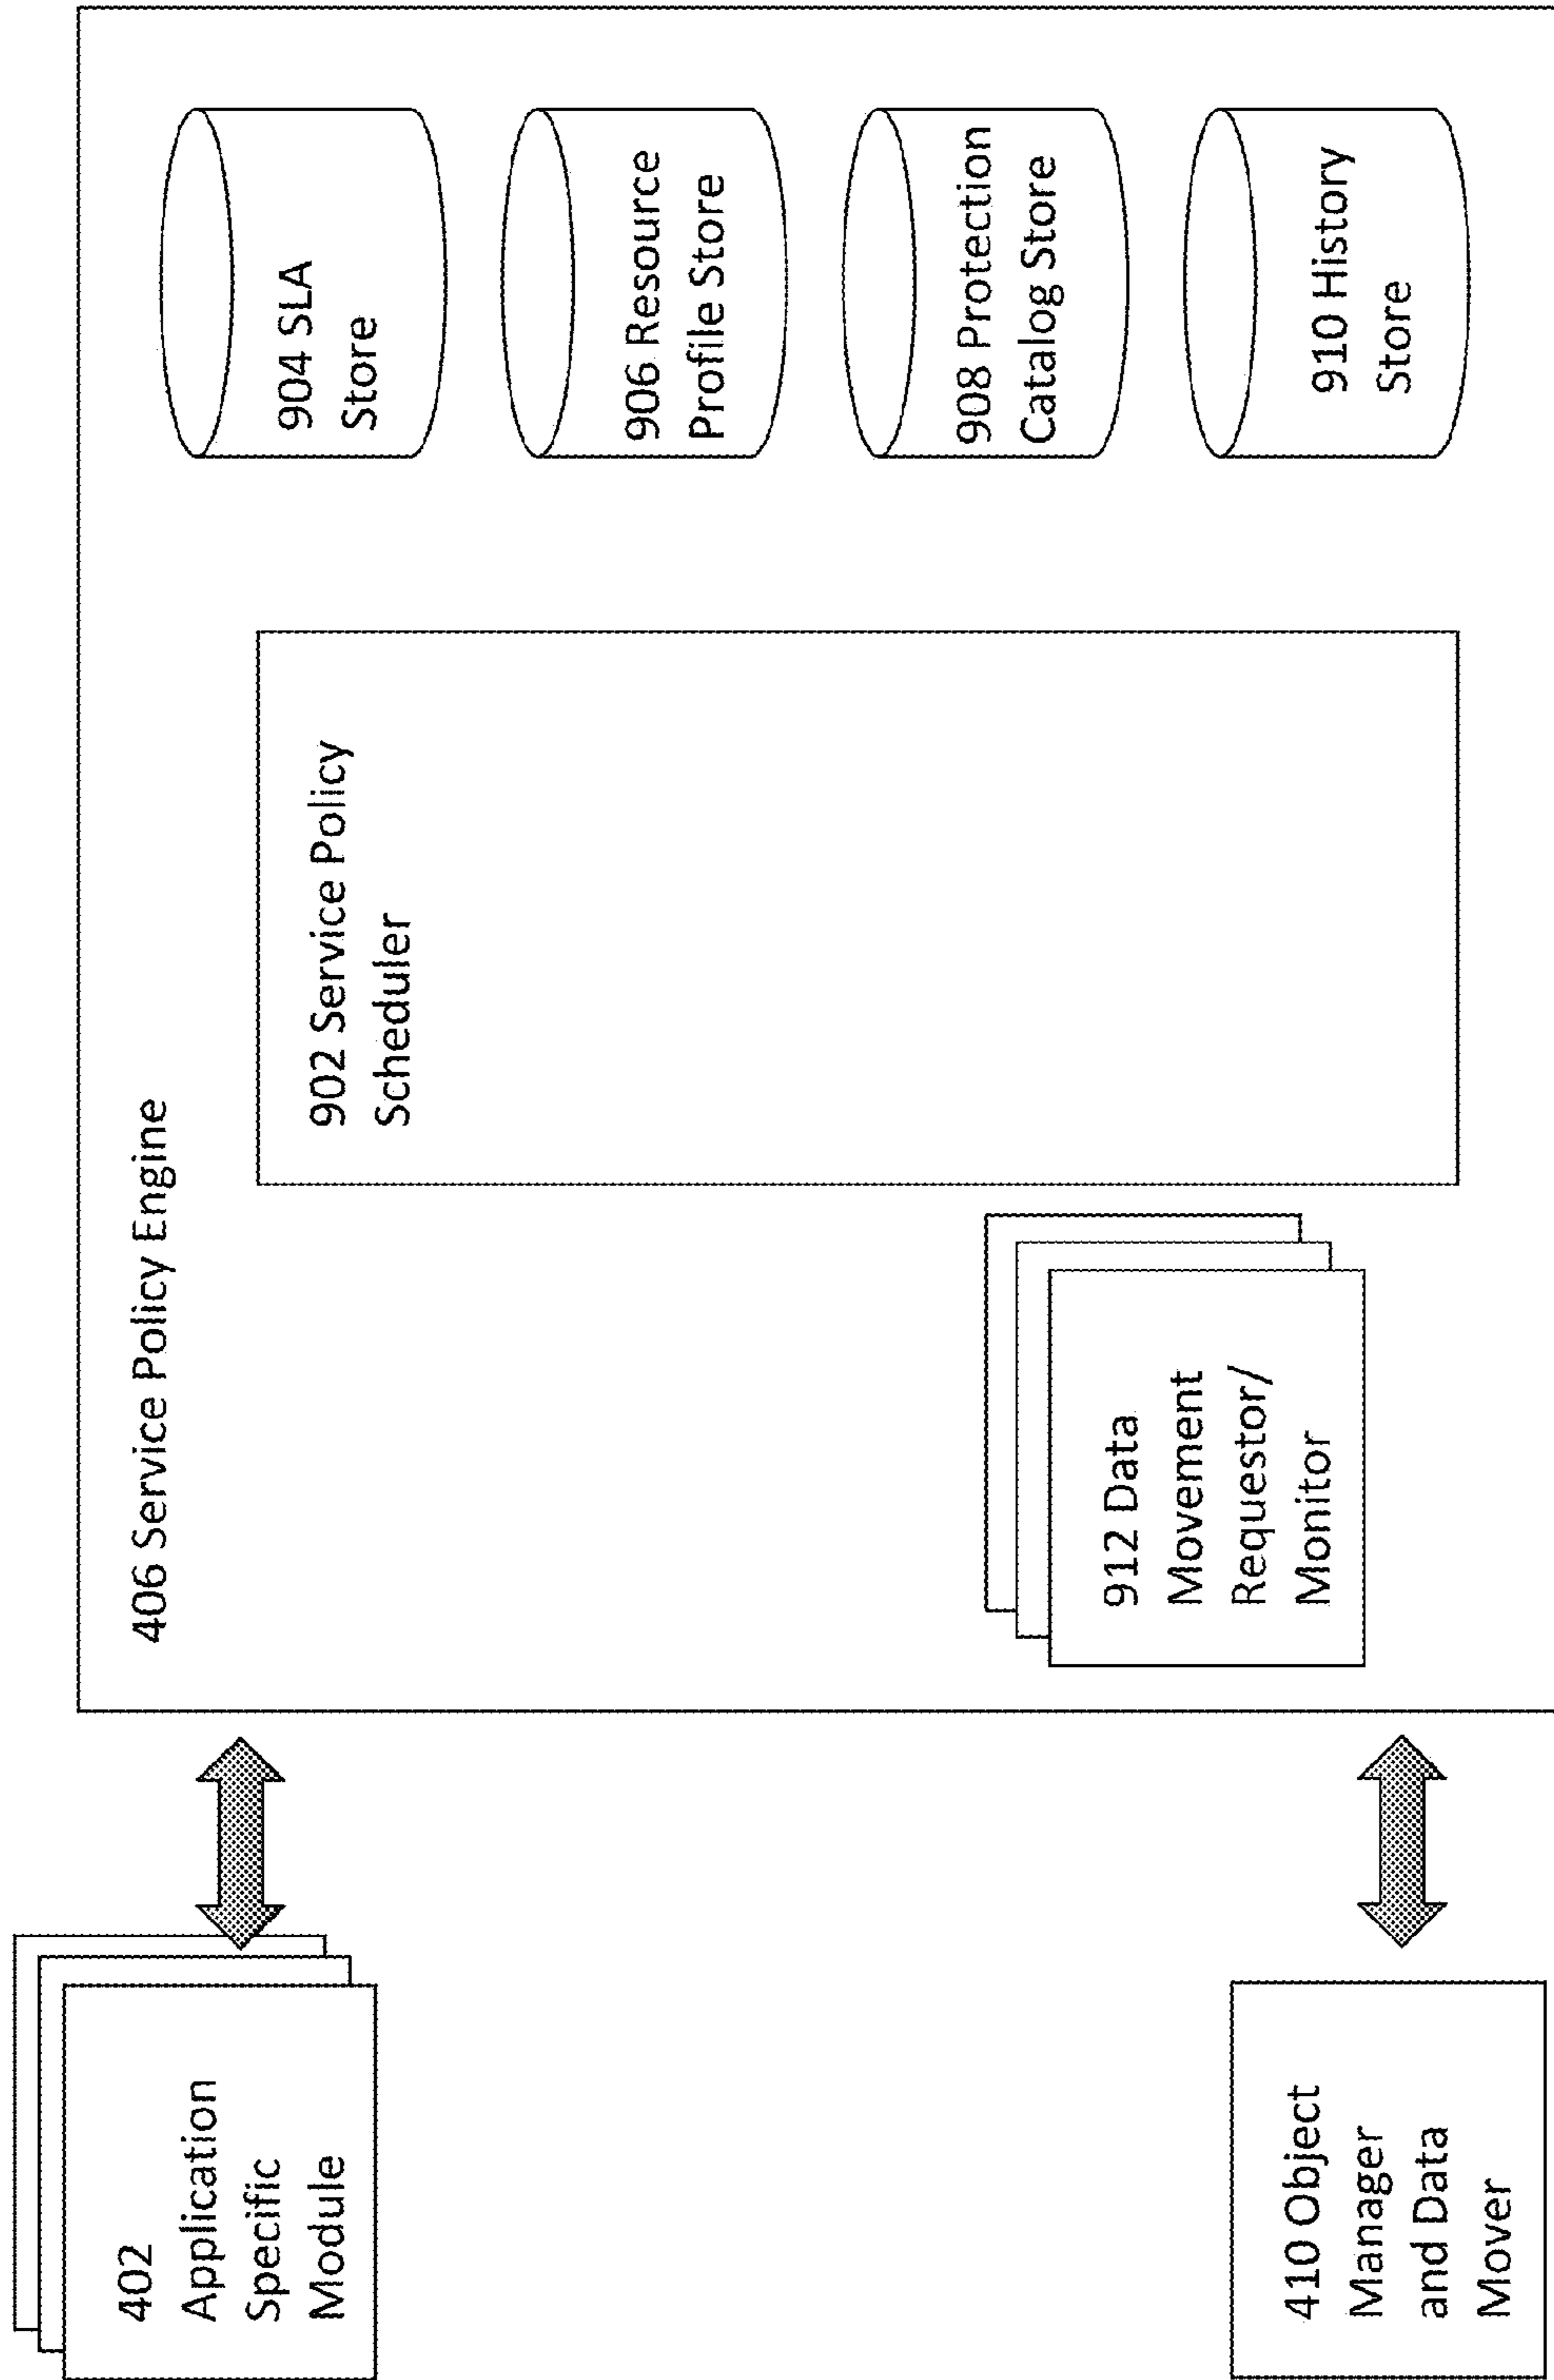 406 Service Policy Engine
402
Application
Specific
Module
902 Service Policy
Scheduler
904 SLA
Store
906 Resource
Profile Store
908 Protection
Catalog Store
910 History
Store
912 Data
Movement
Requestor/
Monitor
410 Object
Manager
and Data
Mover